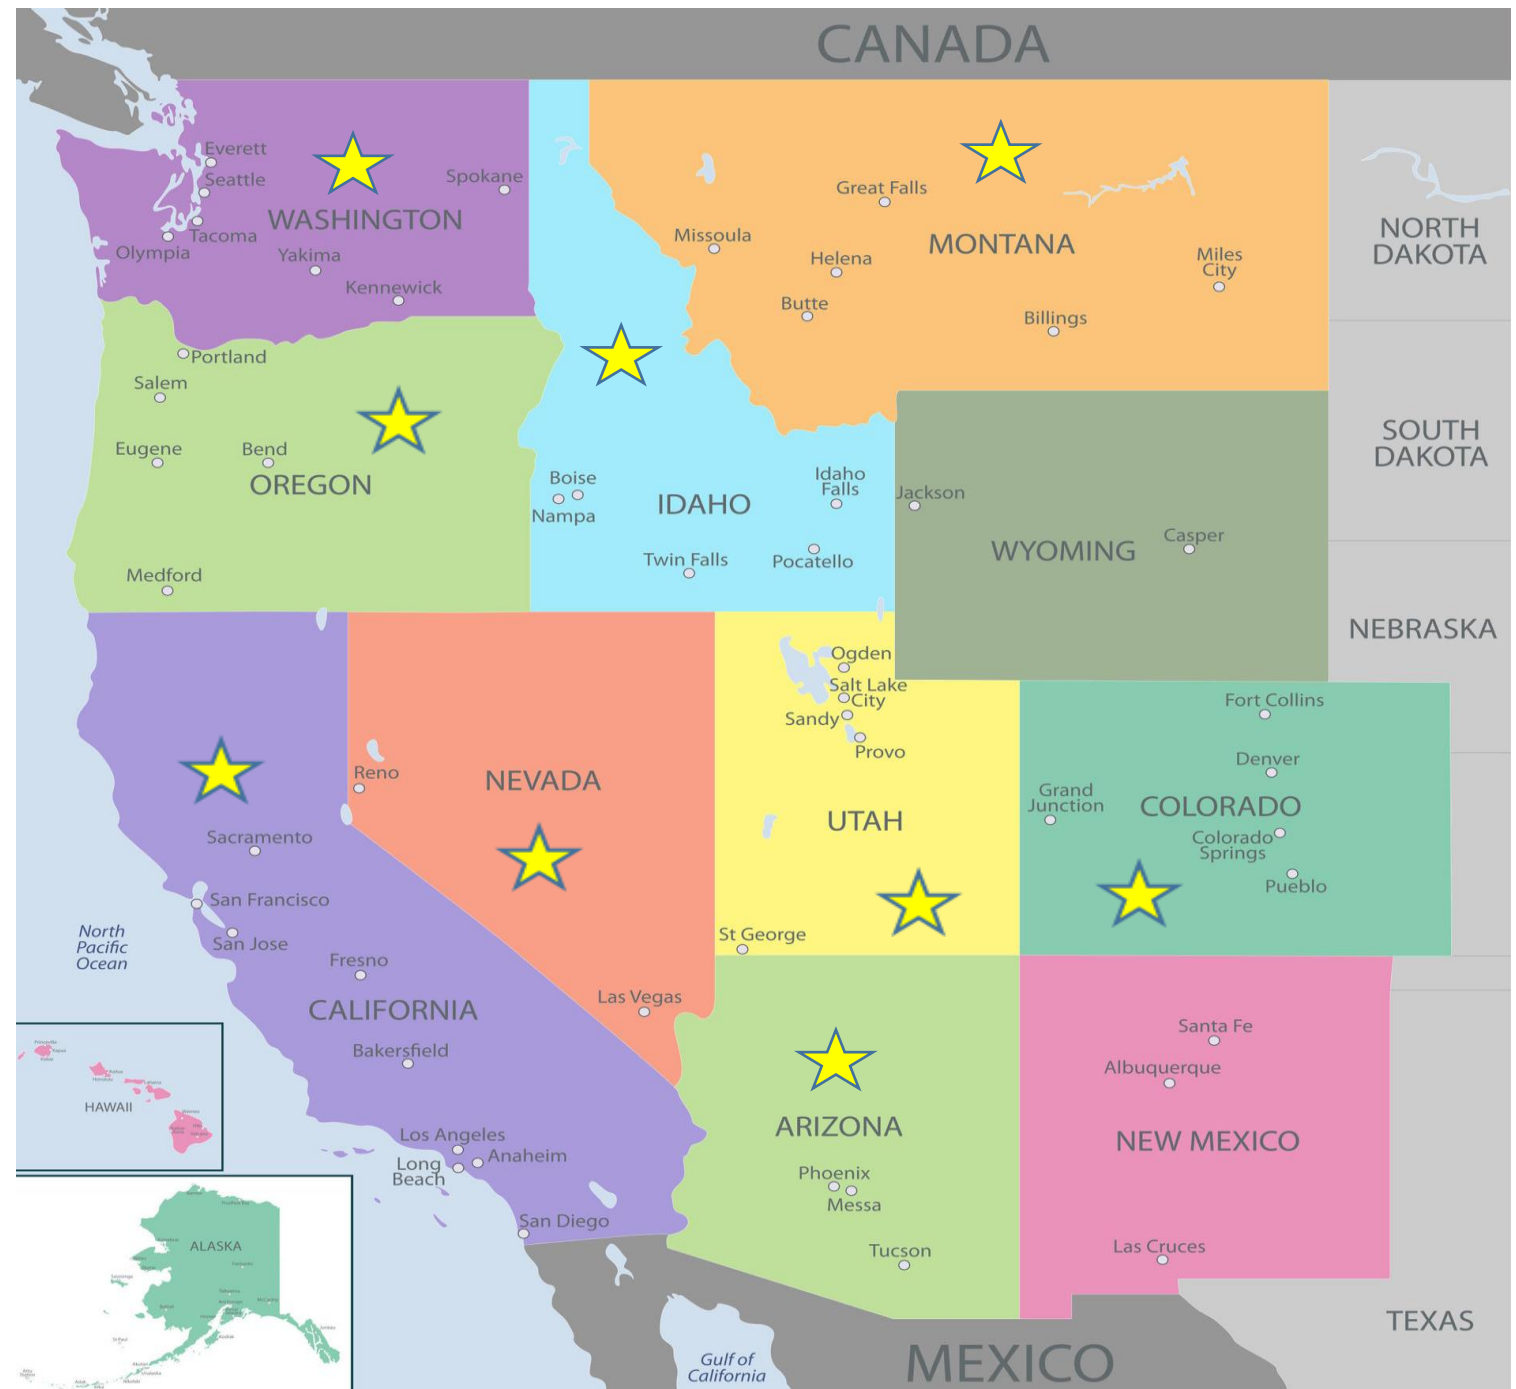 CANADA
Everett
Seattle
Spokane
WASHINGTON
Tacoma
Olympia
Yakima
Kennewick
Great Falls
Missoula
MONTANA
Helena
Miles
City
Butte
Billings
NORTH
DAKOTA
Portland
Salem
Eugene
Bend
OREGON
Medford
Boise
Nampa
IDAHO
Idaho
Falls
Twin Falls
Pocatello
Jackson
WYOMING
Casper
SOUTH
DAKOTA
NEBRASKA
Ogden
Salt Lake
City
Sandy
Provo
UTAH
St George
Reno
NEVADA
Las Vegas
Fort Collins
Denver
Grand
Junction
COLORADO
Colorado
Springs
Pueblo
Sacramento
San Francisco
San Jose
Fresno
CALIFORNIA
Bakersfield
Los Angeles
Long
Beach
Anaheim
San Diego
North
Pacific
Ocean
ARIZONA
Phoenix
Messa
Tucson
Santa Fe
Albuquerque
NEW MEXICO
Las Cruces
TEXAS
HAWAII
ALASKA
Gulf of
California
MEXICO